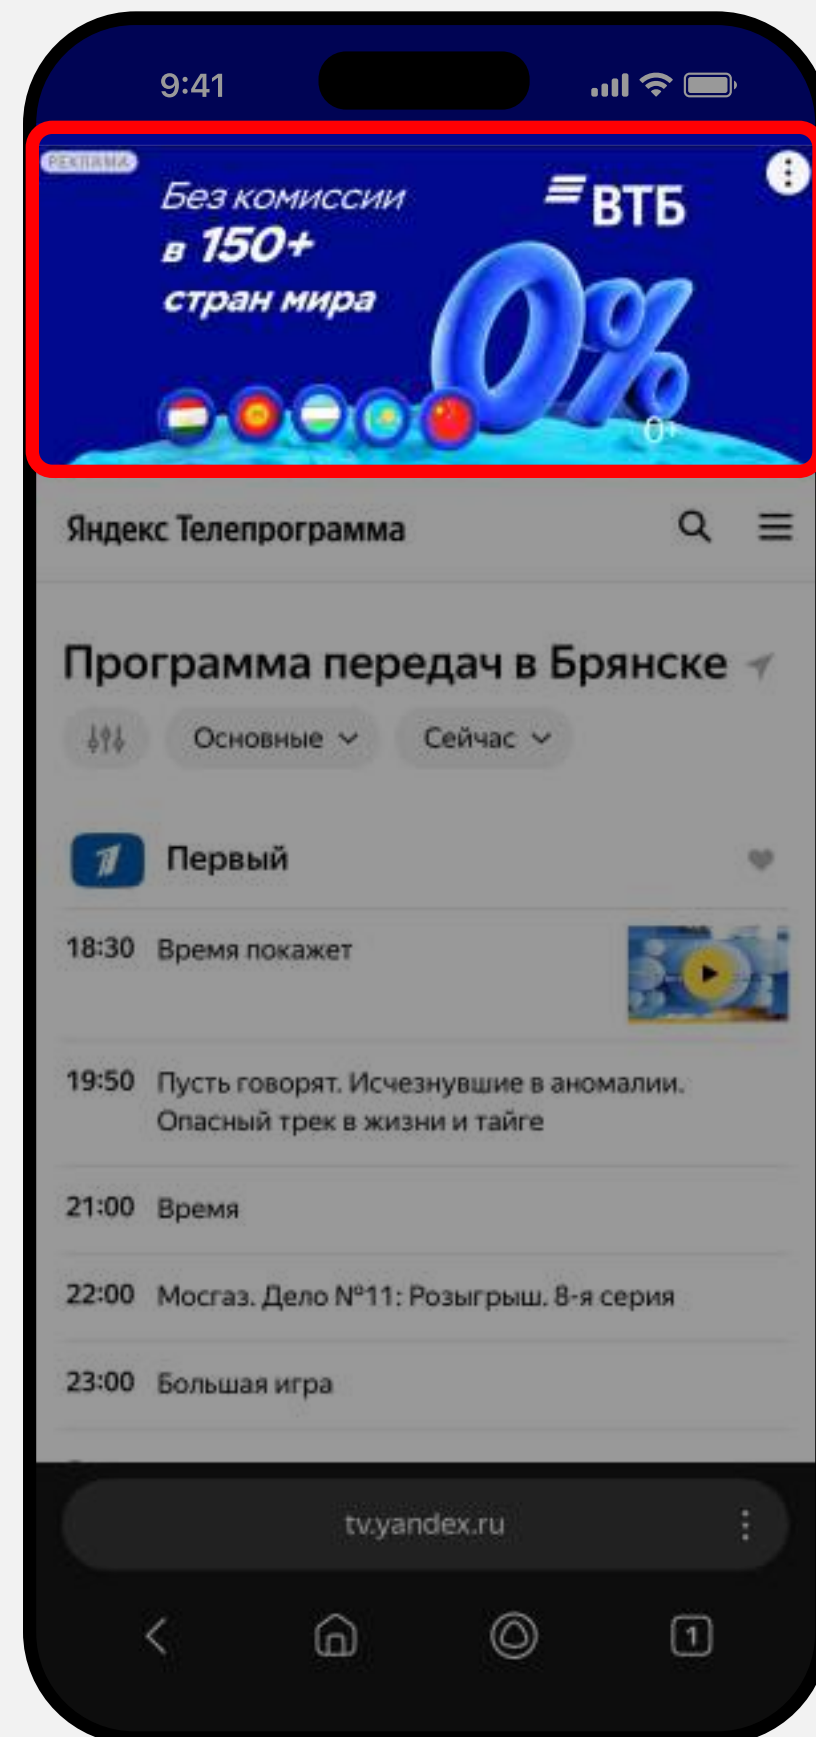 9:41
РЕКЛАМА
Без комиссии
в 150+
стран мира
ВТБ
0%
0+
Яндекс Телепрограмма
Программа передач в Брянске
Основные
Сейчас
Первый
18:30 Время покажет
19:50 Пусть говорят. Исчезнувшие в аномалии.
Опасный трек в жизни и тайге
21:00 Время
22:00 Мосгаз. Дело №11: Розыгрыш. 8-я серия
23:00 Большая игра
tv.yandex.ru
1